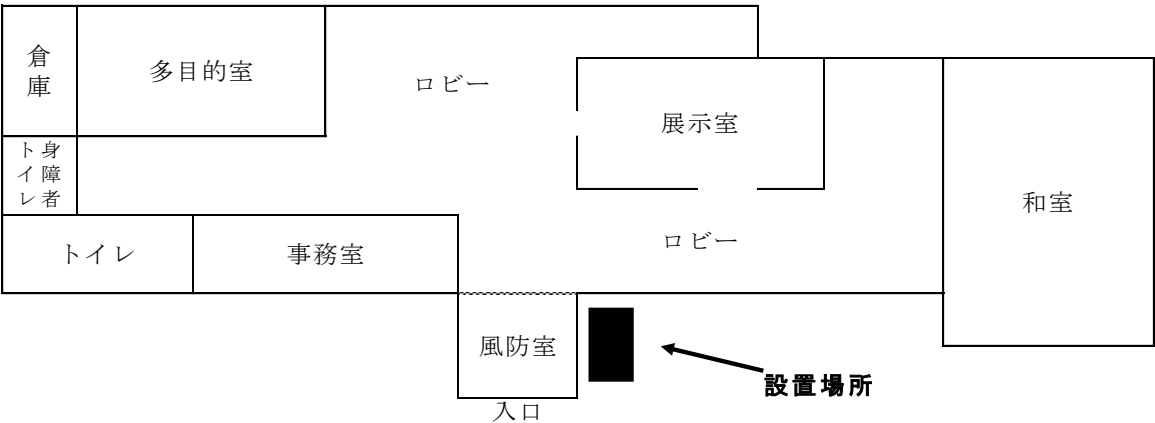 倉庫
多目的室
ロビー
展示室
身障者
トイレ
和室
トイレ
事務室
ロビー
風防室
設置場所
入口